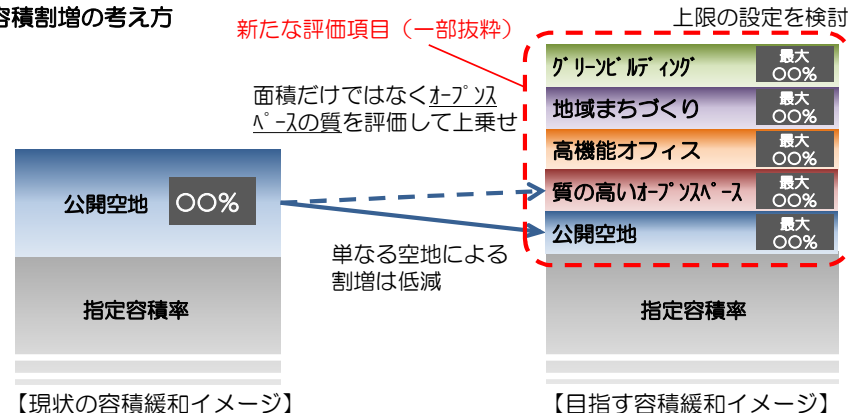 容積割増の考え方
新たな評価項目(一部抜粋)
上限の設定を検討
面積だけではなくオープンス
ペースの質を評価して上乗せ
グリーンビルディング
最大
○○%
地域まちづくり
最大
○○%
高機能オフィス
最大
○○%
質の高いオープンスペース
最大
○○%
公開空地
最大
○○%
公開空地
○○%
単なる空地による
割増は低減
指定容積率
指定容積率
【現状の容積緩和イメージ】
【目指す容積緩和イメージ】